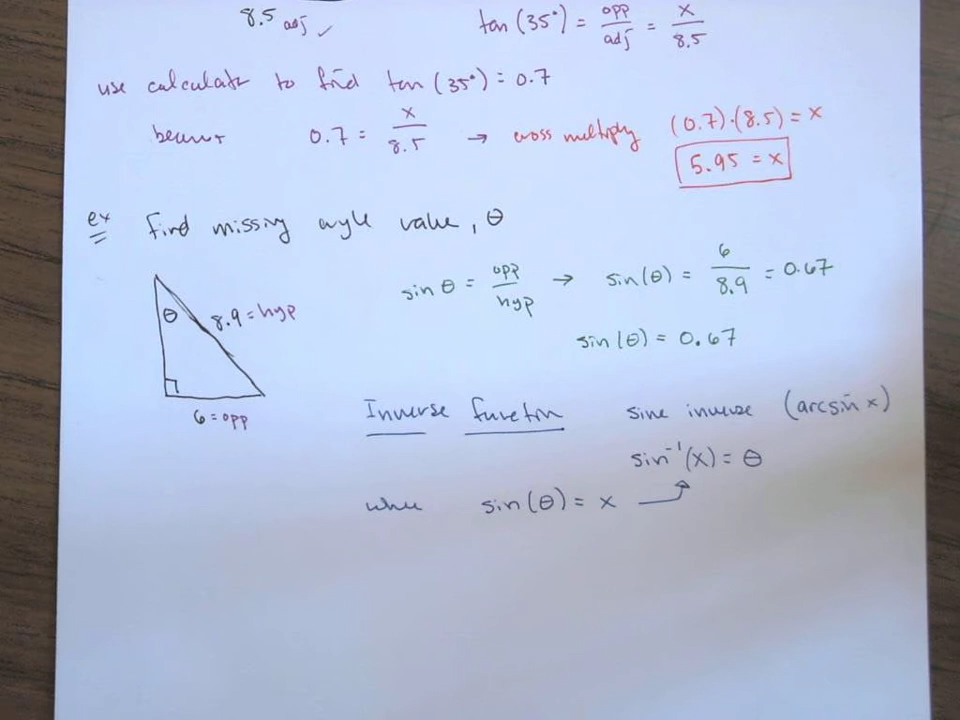 8.5 adj ✓ tan (35°) = opp/adj = x/8.5
use calculator to find tan (35°) = 0.7
0.7 = x/8.5 → cross multiply (0.7)·(8.5) = x
5.95 = x
ex Find missing angle value, θ
sin θ = opp/hyp → sin(θ) = 6/8.9 = 0.67
θ 8.9 = hyp
sin(θ) = 0.67
6 = opp
Inverse function sine inverse (arcsin x)
sin⁻¹(x) = θ
where sin(θ) = x